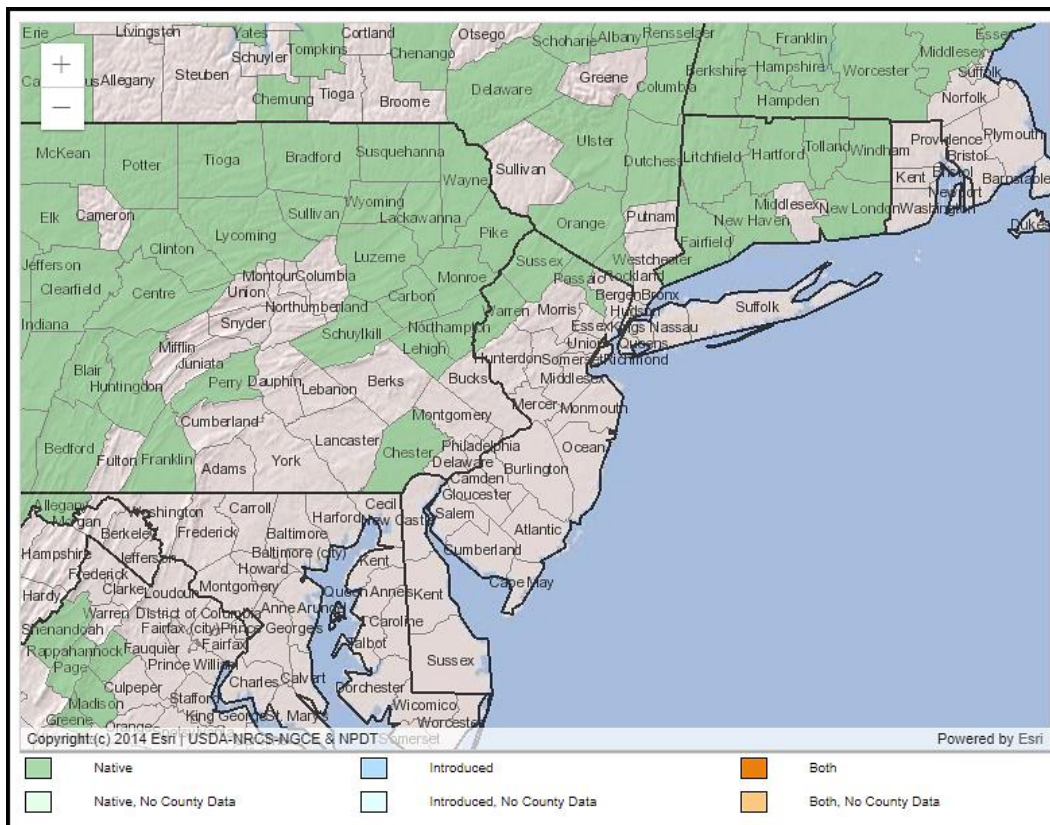 Erie Livingston Yates Cortland Otsego Schoharie Albany Rensselaer Franklin Essex
Tompkins Chenango Middlesex
Schuyler Hampshire
+ Allegany Steuben Greene Berkshire Worcester Suffolk
− Delaware Columbia Norfolk
Chemung Tioga Broome Hampden
McKean Potter Tioga Bradford Susquehanna Ulster Litchfield Hartford Tolland Windham Providence Plymouth
Wayne Sullivan Dutchess Kent Bristol Bristol Barnstable
Elk Cameron Wyoming Middlesex Newport
Sullivan Lackawanna Orange Putnam New Haven New London Washington Dukes
Lycoming Pike Fairfield
Jefferson Clinton Luzerne Sussex Westchester
Clearfield Centre Montour Columbia Monroe Passaic Rockland
Union Carbon Bergen Bronx
Northumberland Warren Morris Hudson Suffolk
Indiana Snyder Schuylkill Northampton Essex Kings Nassau
Mifflin Lehigh Union Queens
Juniata Hunterdon Somerset Richmond
Blair Huntingdon Perry Dauphin Lebanon Berks Bucks Middlesex
Cumberland Montgomery Mercer Monmouth
Bedford Lancaster Philadelphia Ocean
Fulton Franklin Adams York Chester Delaware Burlington
Camden
Allegany Washington Carroll Cecil Gloucester
Morgan Berkeley Frederick Baltimore Harford New Castle Salem Atlantic
Hampshire Jefferson Baltimore (city) Cumberland
Frederick Howard Kent
Hardy Clarke Loudoun Montgomery Queen Annes Kent Cape May
Warren District of Columbia Anne Arundel
Shenandoah Fairfax (city) Prince Georges Caroline
Rappahannock Fauquier Fairfax Talbot
Page Prince William Sussex
Culpeper Charles Calvert Dorchester
Madison Stafford Wicomico
Greene Orange King George St. Mary's Worcester
Copyright:(c) 2014 Esri | USDA-NRCS-NGCE & NPDT Somerset Powered by Esri
Native Introduced Both
Native, No County Data Introduced, No County Data Both, No County Data